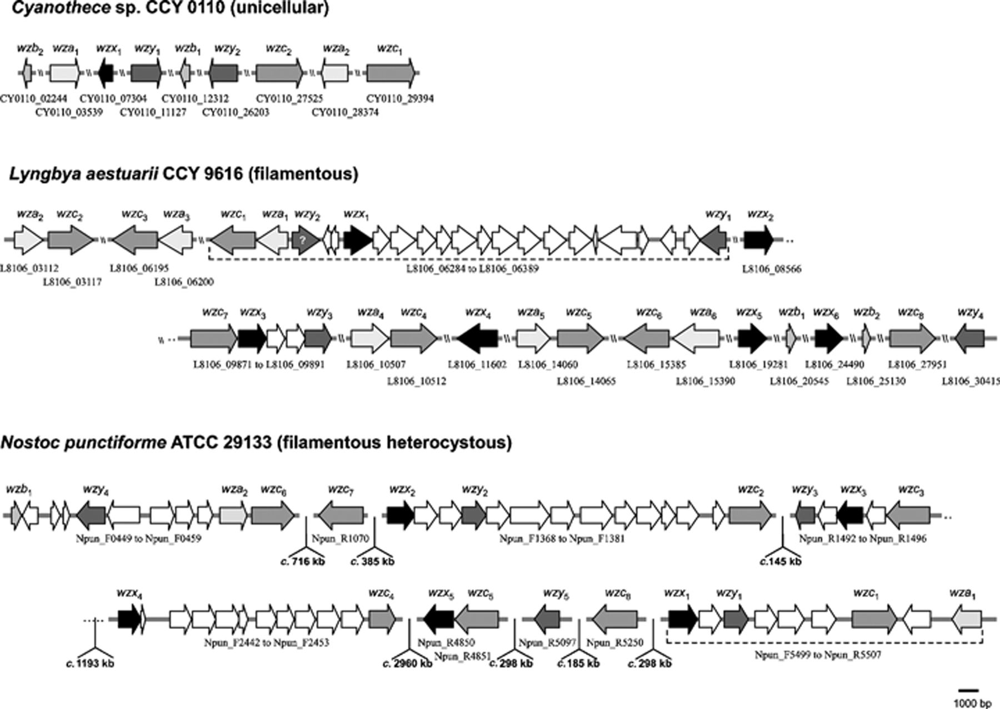 Cyanothece sp. CCY 0110 (unicellular)
wzb2 wza1 wzx1 wzy1 wzb1 wzy2 wzc2 wza2 wzc1
CY0110_02244 CY0110_07304 CY0110_12312 CY0110_27525 CY0110_29394
CY0110_03539 CY0110_11127 CY0110_26203 CY0110_28374
Lyngbya aestuarii CCY 9616 (filamentous)
wza2 wzc2 wzc3 wza3 wzc1 wza1 wzy2 wzx1 wzy1 wzx2
?
L8106_03112 L8106_06195 L8106_06284 to L8106_06389 L8106_08566
L8106_03117 L8106_06200
wzc7 wzx3 wzy3 wza4 wzc4 wzx4 wza5 wzc5 wzc6 wza6 wzx5 wzb1 wzx6 wzb2 wzc8 wzy4
L8106_09871 to L8106_09891 L8106_10507 L8106_11602 L8106_14060 L8106_15385 L8106_19281 L8106_24490 L8106_27951
L8106_10512 L8106_14065 L8106_15390 L8106_20545 L8106_25130 L8106_30415
Nostoc punctiforme ATCC 29133 (filamentous heterocystous)
wzb1 wzy4 wza2 wzc6 wzc7 wzx2 wzy2 wzc2 wzy3 wzx3 wzc3
Npun_F0449 to Npun_F0459 Npun_R1070 Npun_F1368 to Npun_F1381 Npun_R1492 to Npun_R1496
c. 716 kb c. 385 kb c.145 kb
wzx4 wzc4 wzx5 wzc5 wzy5 wzc8 wzx1 wzy1 wzc1 wza1
Npun_F2442 to Npun_F2453 Npun_R4850 Npun_R5097 Npun_R5250
Npun_R4851 Npun_F5499 to Npun_R5507
c. 1193 kb c. 2960 kb c. 298 kb c. 185 kb c. 298 kb
1000 bp